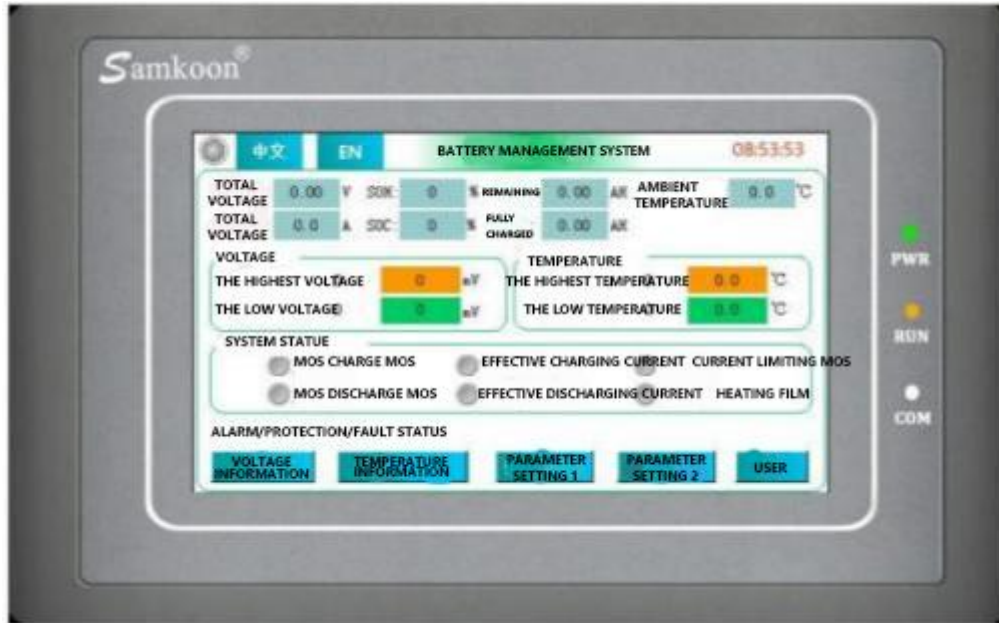 Samkoon®
中文 EN BATTERY MANAGEMENT SYSTEM 08:53:53
TOTAL VOLTAGE 0.00 V SOH: 0 % REMAINING 0.00 AH AMBIENT TEMPERATURE 0.0 ℃
TOTAL VOLTAGE 0.0 A SOC: 0 % FULLY CHARGED 0.00 AH
VOLTAGE TEMPERATURE
THE HIGHEST VOLTAGE 0 mV THE HIGHEST TEMPERATURE 0.0 ℃
THE LOW VOLTAGE 0 mV THE LOW TEMPERATURE 0.0 ℃
SYSTEM STATUE
MOS CHARGE MOS EFFECTIVE CHARGING CURRENT CURRENT LIMITING MOS
MOS DISCHARGE MOS EFFECTIVE DISCHARGING CURRENT HEATING FILM
ALARM/PROTECTION/FAULT STATUS
VOLTAGE INFORMATION TEMPERATURE INFORMATION PARAMETER SETTING 1 PARAMETER SETTING 2 USER
PWR
RUN
COM